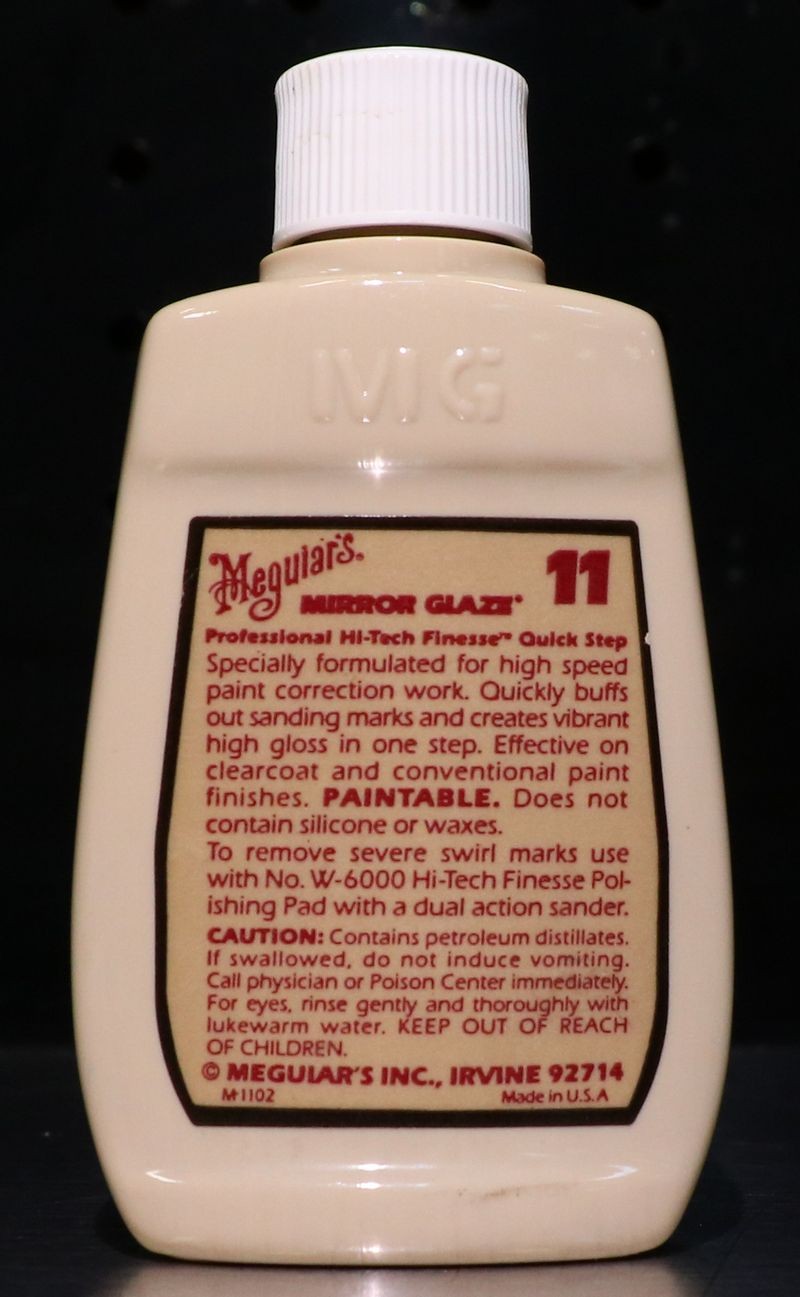 MG
Meguiar's®
MIRROR GLAZE®
11
Professional Hi-Tech Finesse™ Quick Step
Specially formulated for high speed
paint correction work. Quickly buffs
out sanding marks and creates vibrant
high gloss in one step. Effective on
clearcoat and conventional paint
finishes. PAINTABLE. Does not
contain silicone or waxes.
To remove severe swirl marks use
with No. W-6000 Hi-Tech Finesse Pol-
ishing Pad with a dual action sander.
CAUTION: Contains petroleum distillates.
If swallowed, do not induce vomiting.
Call physician or Poison Center immediately.
For eyes, rinse gently and thoroughly with
lukewarm water. KEEP OUT OF REACH
OF CHILDREN.
© MEGUIAR'S INC., IRVINE 92714
M-1102 Made in U.S.A